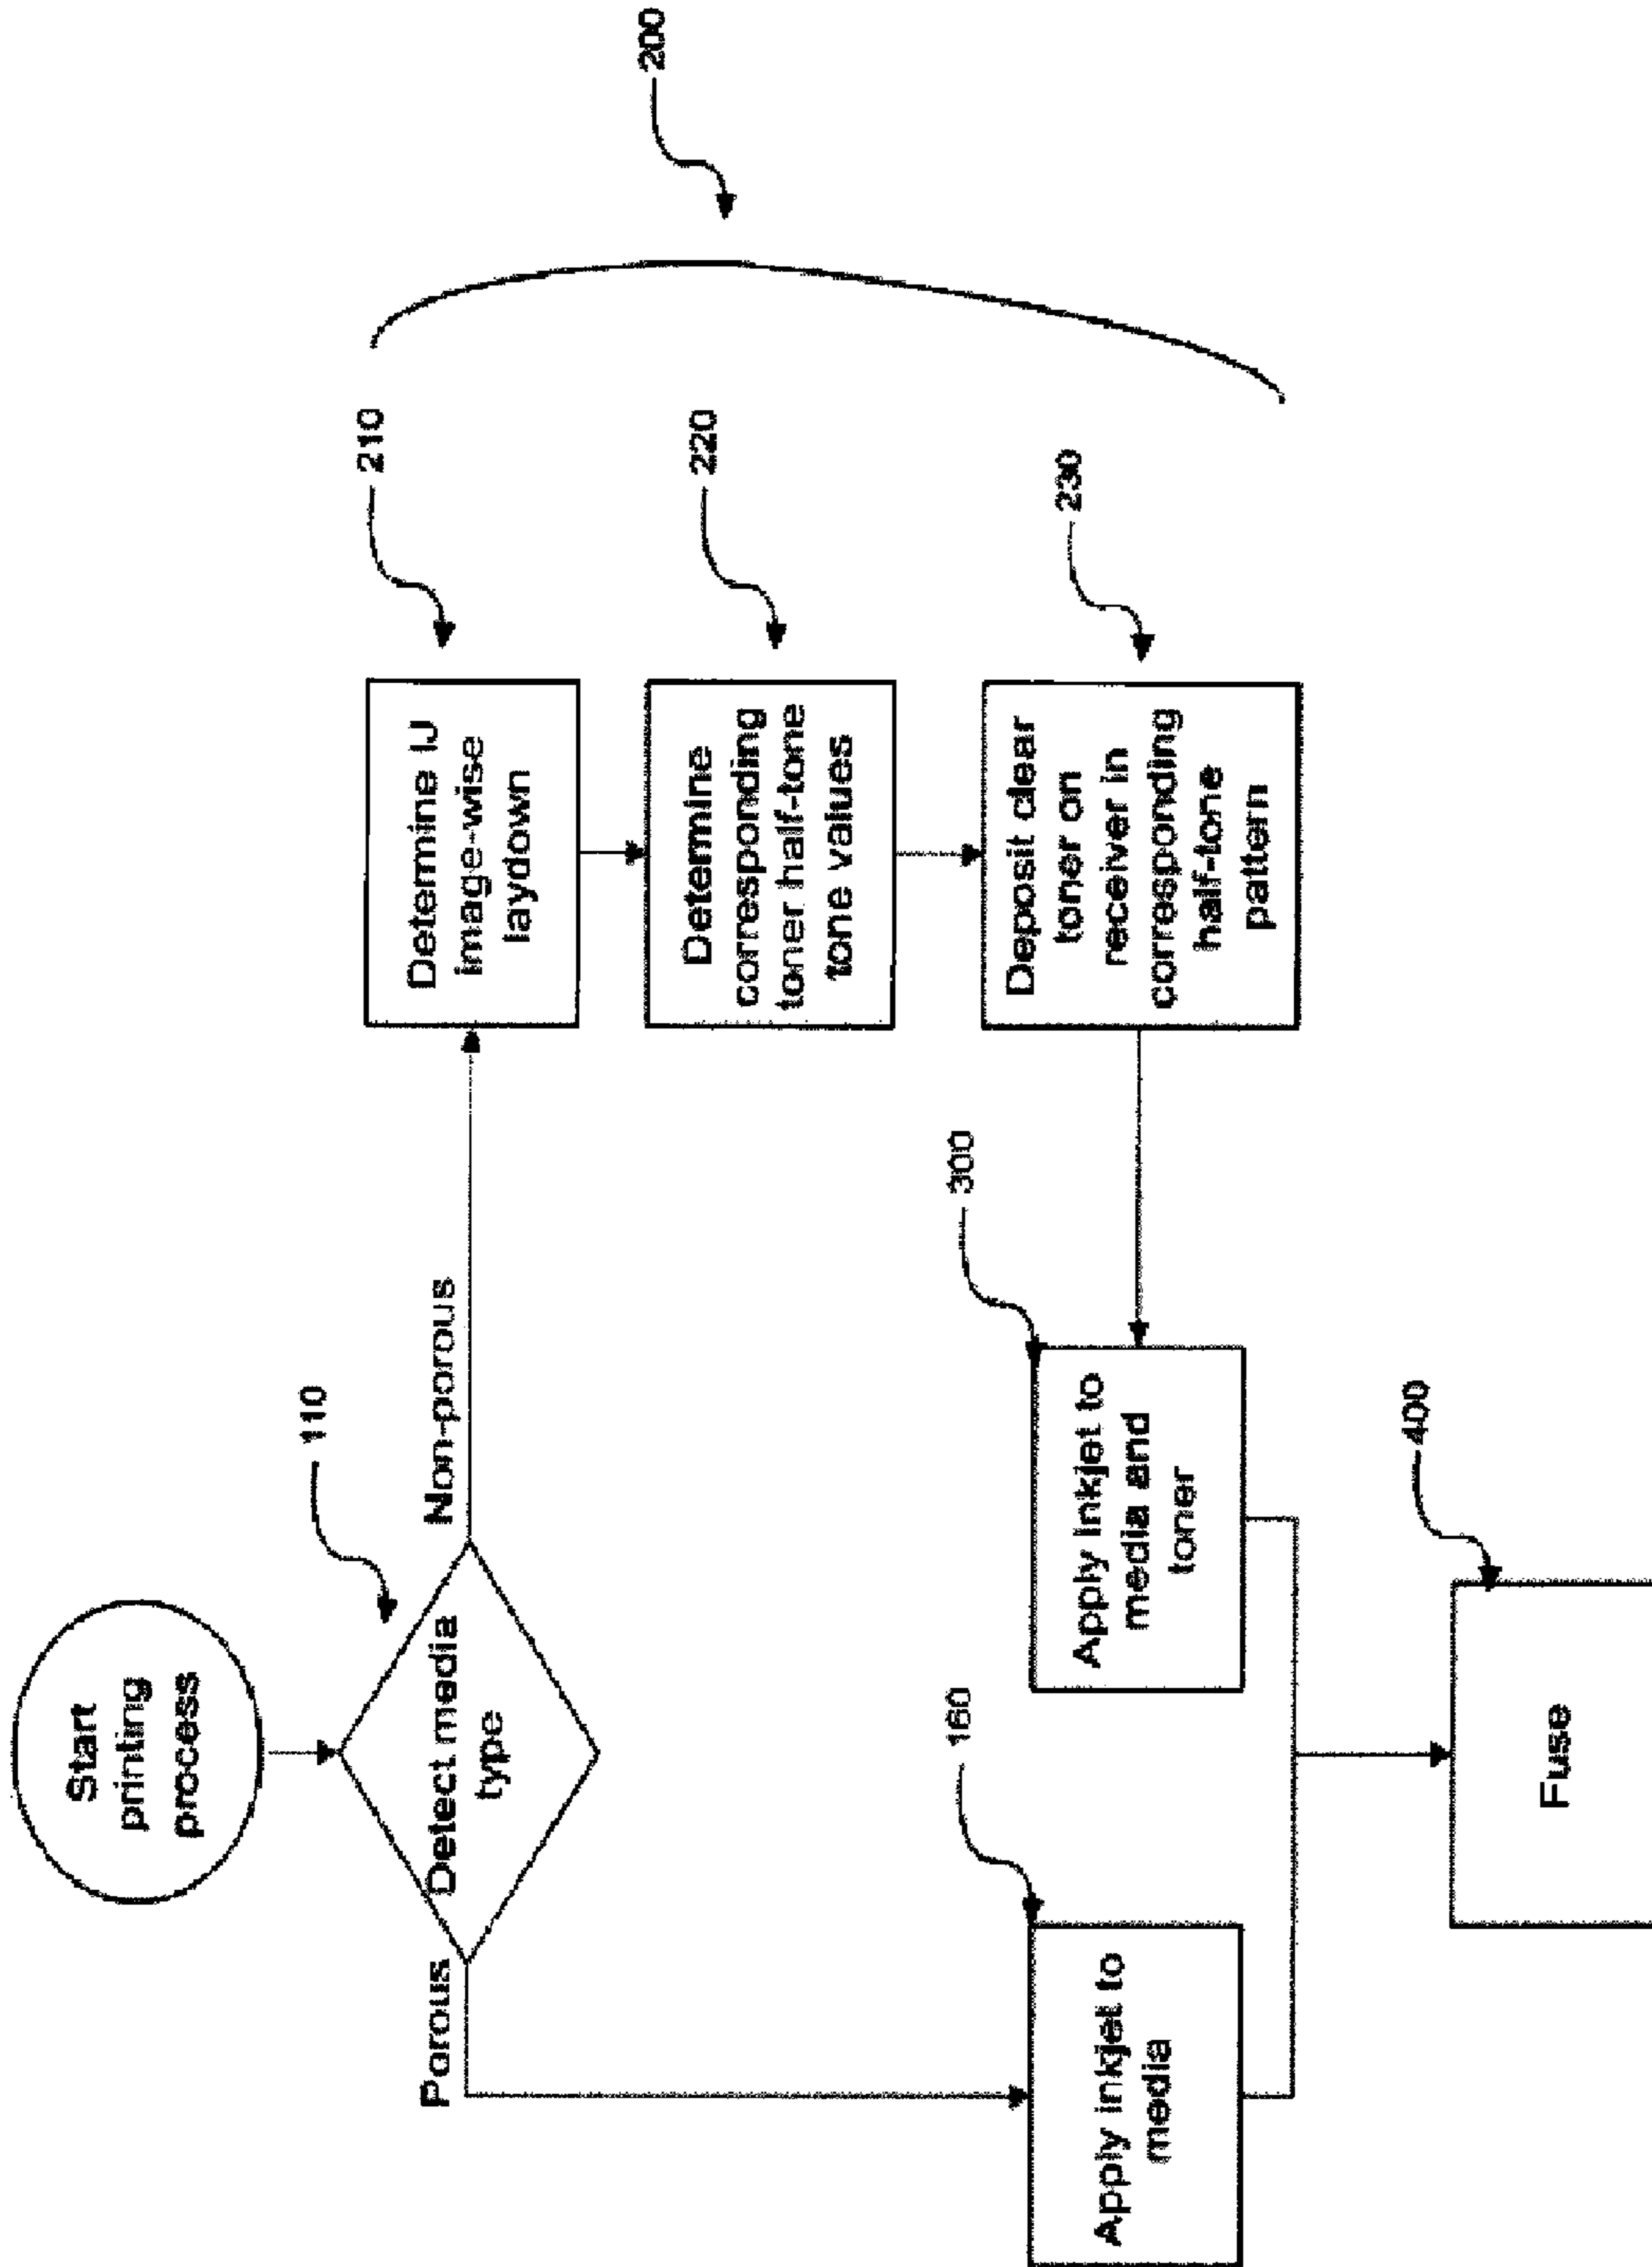 Start
printing
process
110
Detect media
type
Porous
Non-porous
200
210
Determine IJ
image-wise
laydown
220
Determine
corresponding
toner half-tone
tone values
230
Deposit clear
toner on
receiver in
corresponding
half-tone
pattern
300
Apply inkjet to
media and
toner
160
Apply inkjet to
media
400
Fuse